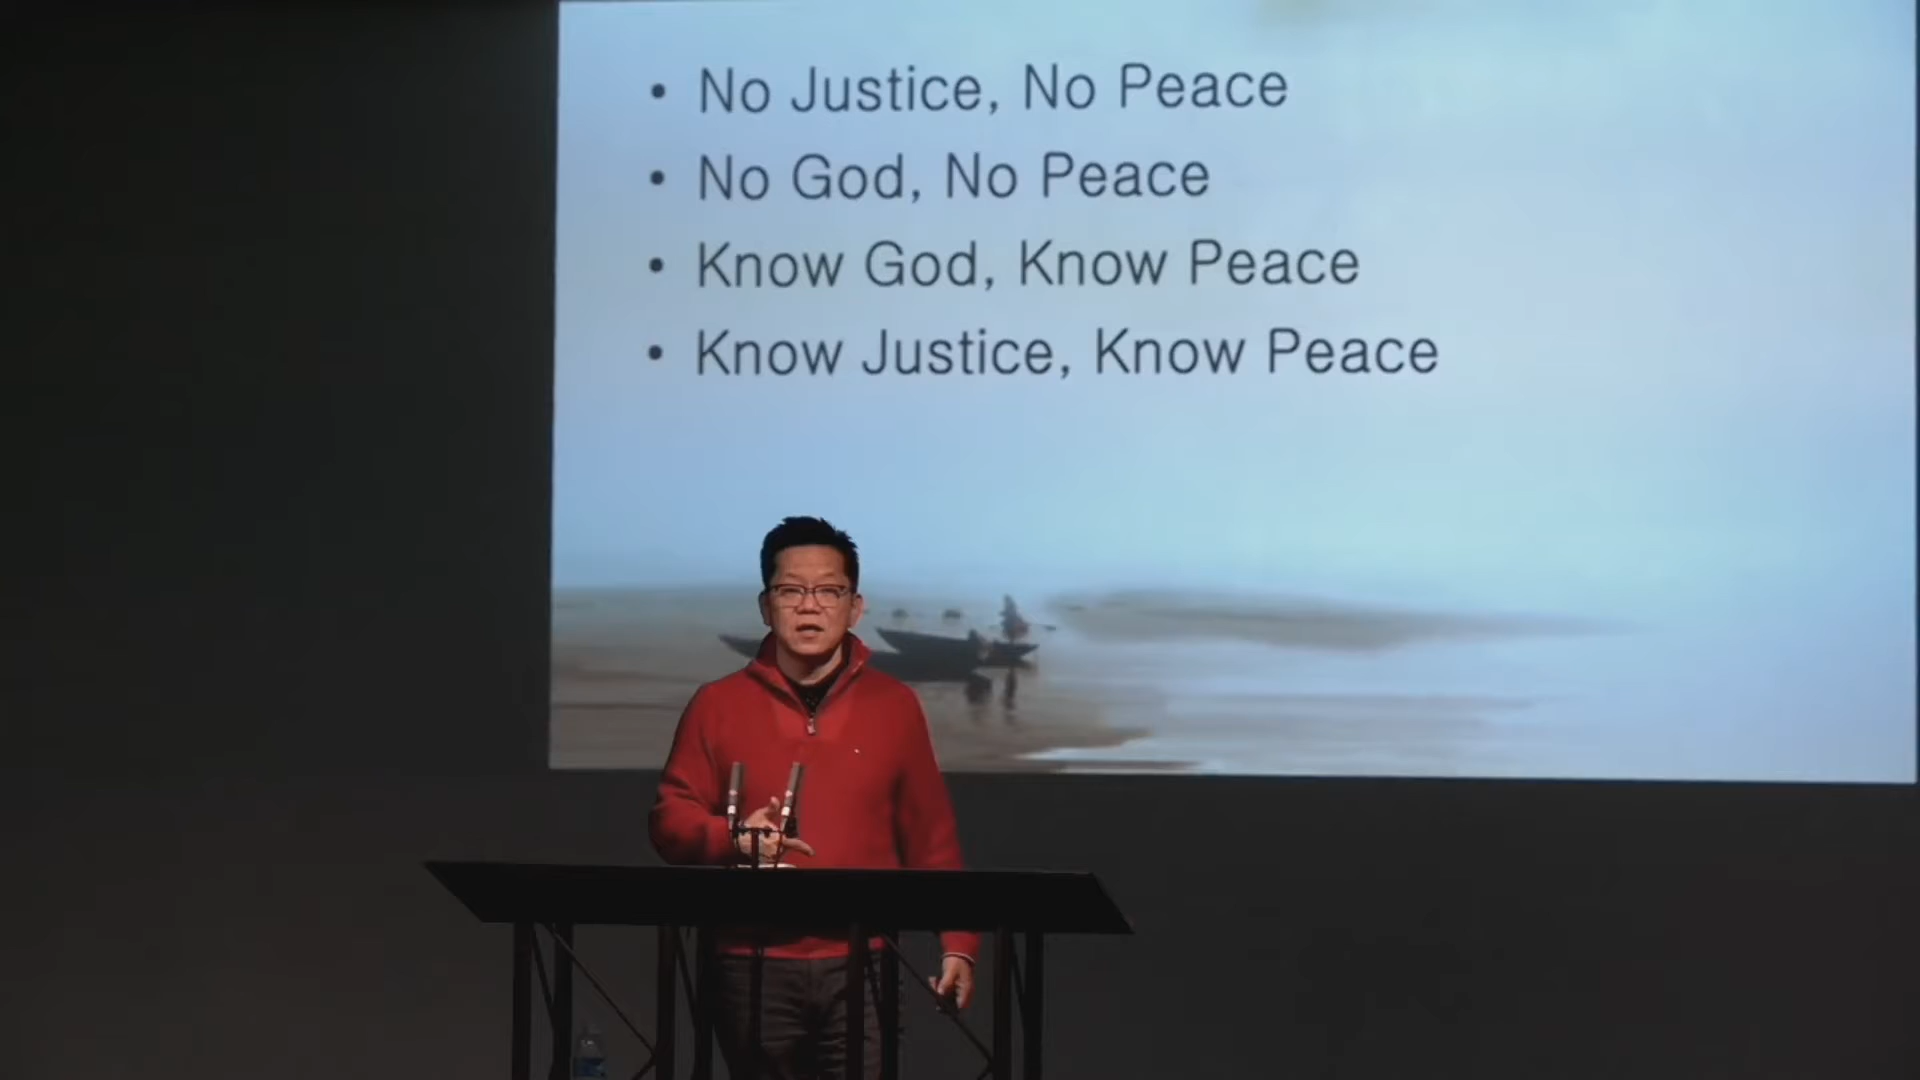 • No Justice, No Peace
• No God, No Peace
• Know God, Know Peace
• Know Justice, Know Peace